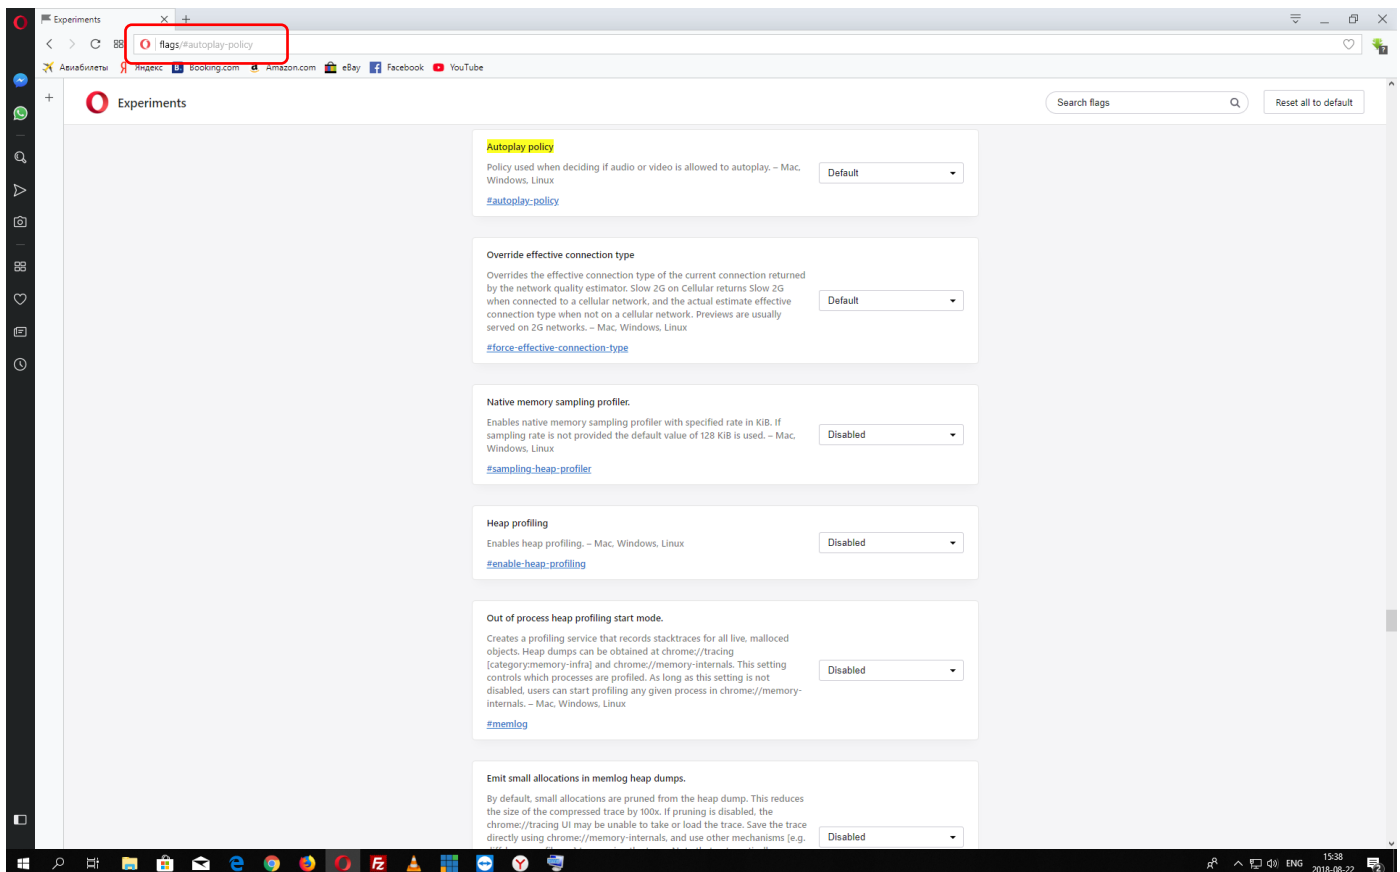 Experiments
flags/#autoplay-policy
Авиабилеты Яндекс Booking.com Amazon.com eBay Facebook YouTube
Experiments
Search flags
Reset all to default
Autoplay policy
Policy used when deciding if audio or video is allowed to autoplay. – Mac,
Windows, Linux
#autoplay-policy
Default
Override effective connection type
Overrides the effective connection type of the current connection returned
by the network quality estimator. Slow 2G on Cellular returns Slow 2G
when connected to a cellular network, and the actual estimate effective
connection type when not on a cellular network. Previews are usually
served on 2G networks. – Mac, Windows, Linux
#force-effective-connection-type
Default
Native memory sampling profiler.
Enables native memory sampling profiler with specified rate in KiB. If
sampling rate is not provided the default value of 128 KiB is used. – Mac,
Windows, Linux
#sampling-heap-profiler
Disabled
Heap profiling
Enables heap profiling. – Mac, Windows, Linux
#enable-heap-profiling
Disabled
Out of process heap profiling start mode.
Creates a profiling service that records stacktraces for all live, malloced
objects. Heap dumps can be obtained at chrome://tracing
[category:memory-infra] and chrome://memory-internals. This setting
controls which processes are profiled. As long as this setting is not
disabled, users can start profiling any given process in chrome://memory-
internals. – Mac, Windows, Linux
#memlog
Disabled
Emit small allocations in memlog heap dumps.
By default, small allocations are pruned from the heap dump. This reduces
the size of the compressed trace by 100x. If pruning is disabled, the
chrome://tracing UI may be unable to take or load the trace. Save the trace
directly using chrome://memory-internals, and use other mechanisms [e.g.
Disabled
ENG
15:38
2018-08-22